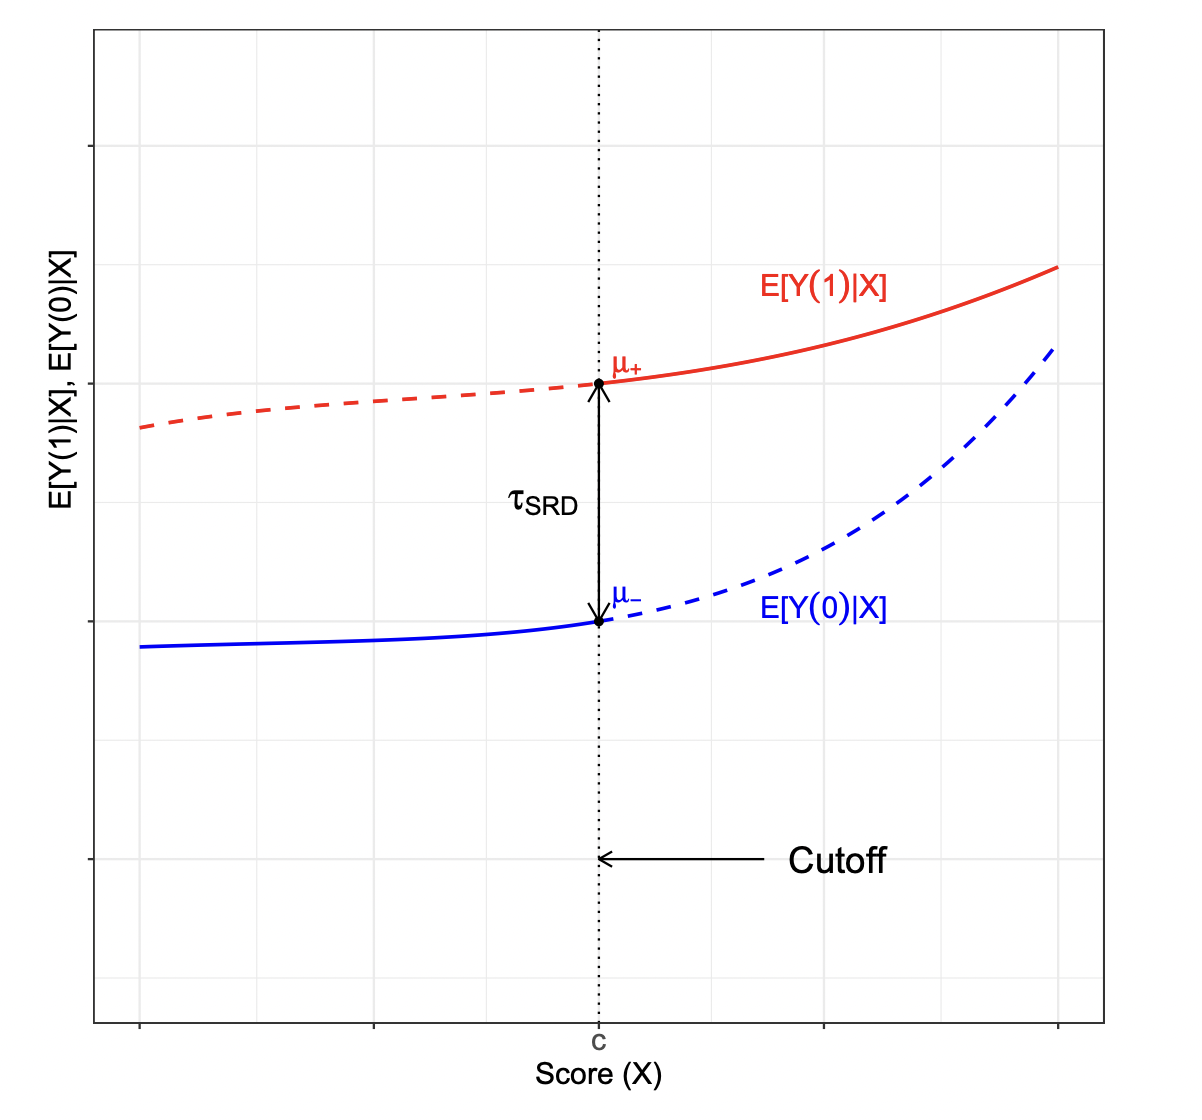 E[Y(1)|X], E[Y(0)|X]
E[Y(1)|X]
μ+
τSRD
μ−
E[Y(0)|X]
Cutoff
c
Score (X)